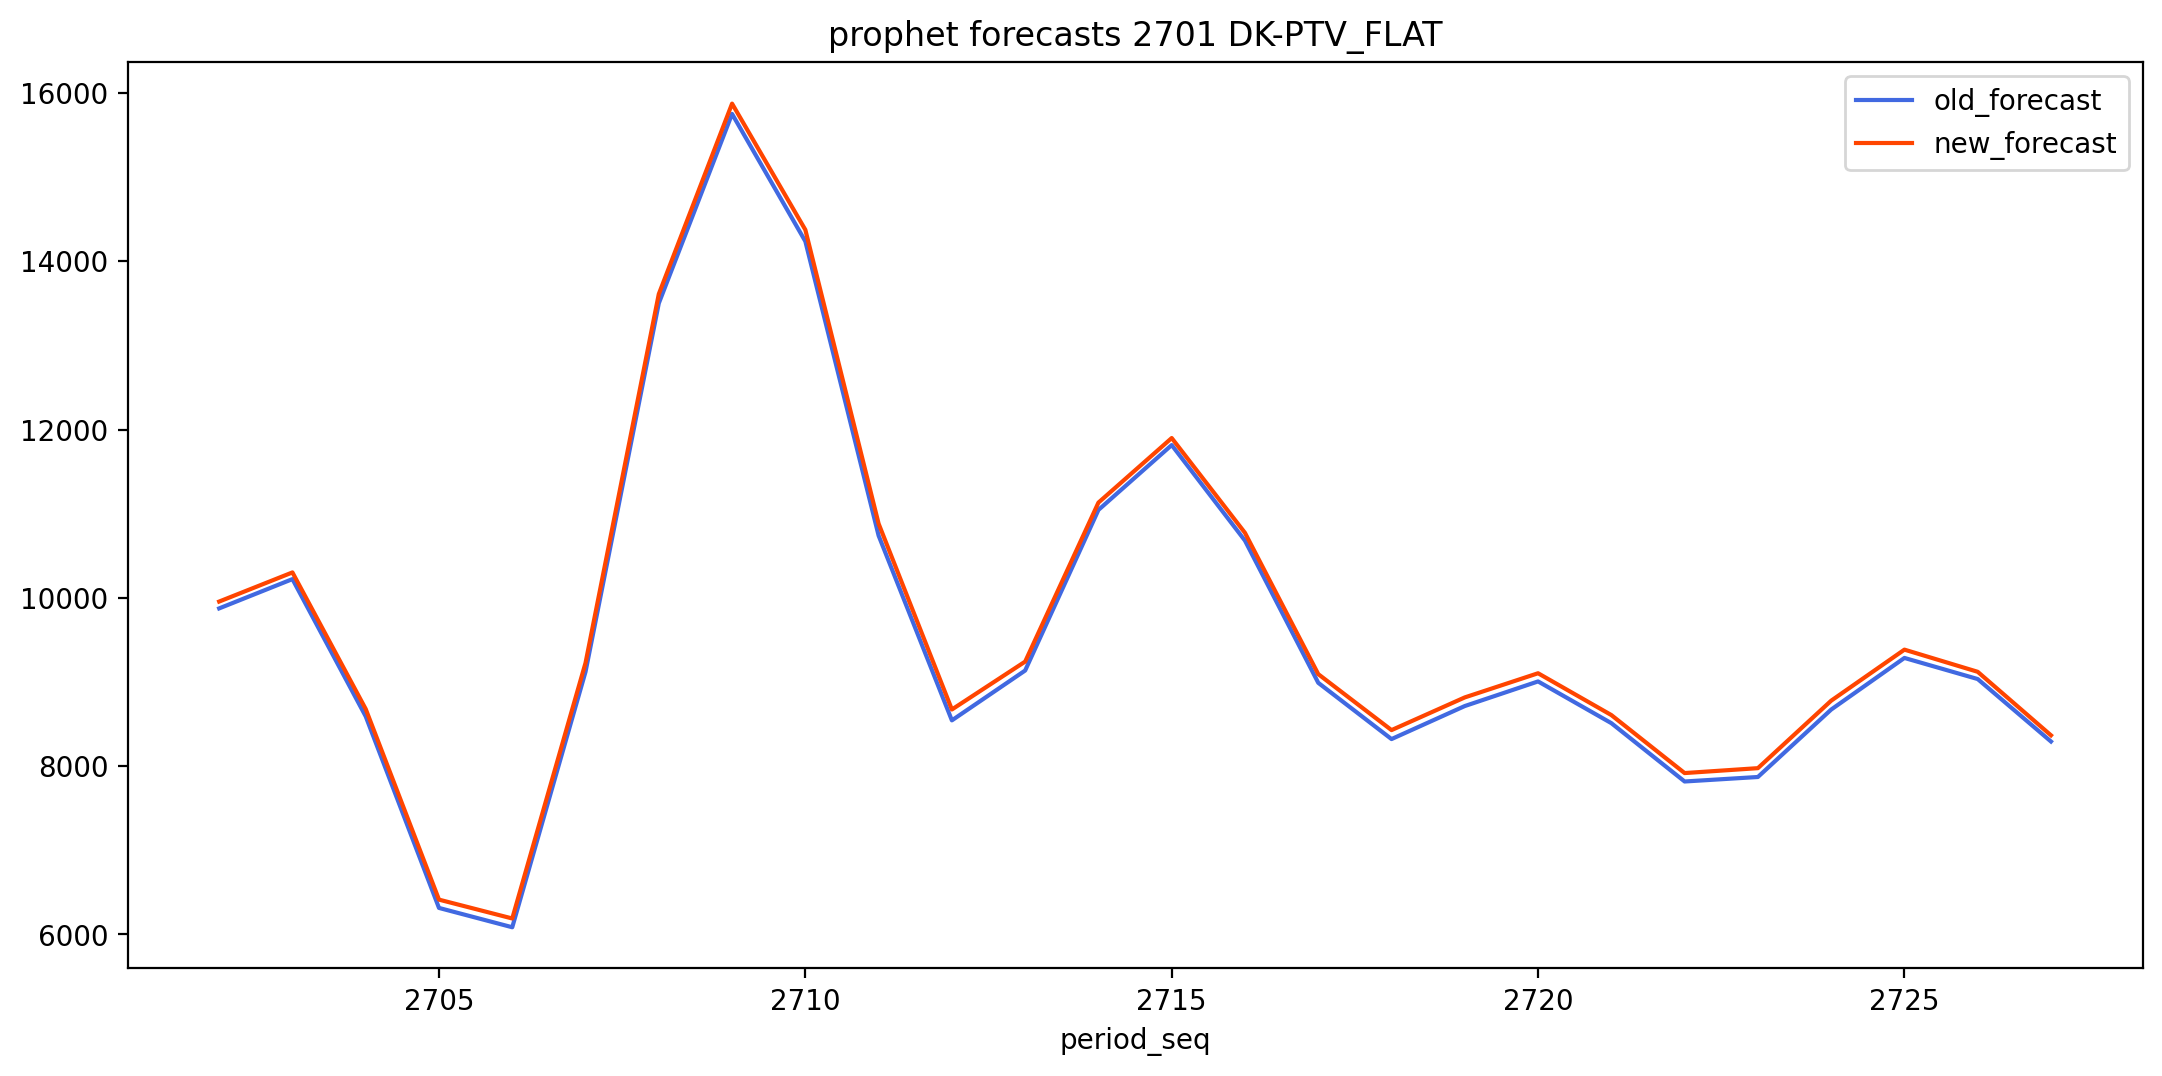 prophet forecasts 2701 DK-PTV_FLAT
old_forecast
new_forecast
16000
14000
12000
10000
8000
6000
2705 2710 2715 2720 2725
period_seq